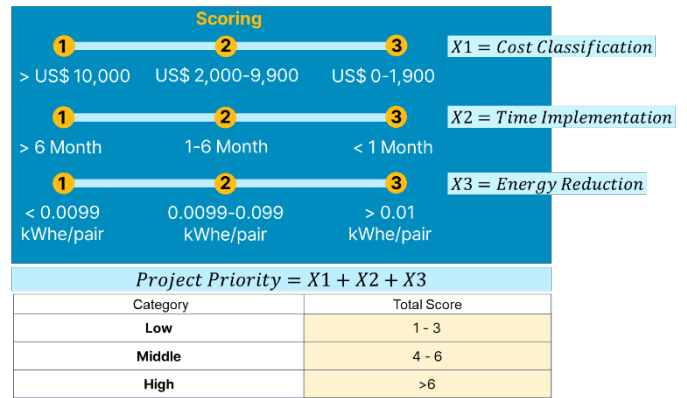 Scoring
1 2 3 X1 = Cost Classification
> US$ 10,000 US$ 2,000-9,900 US$ 0-1,900
1 2 3 X2 = Time Implementation
> 6 Month 1-6 Month < 1 Month
1 2 3 X3 = Energy Reduction
< 0.0099 0.0099-0.099 > 0.01
kWhe/pair kWhe/pair kWhe/pair
Project Priority = X1 + X2 + X3
Category Total Score
Low 1 - 3
Middle 4 - 6
High >6